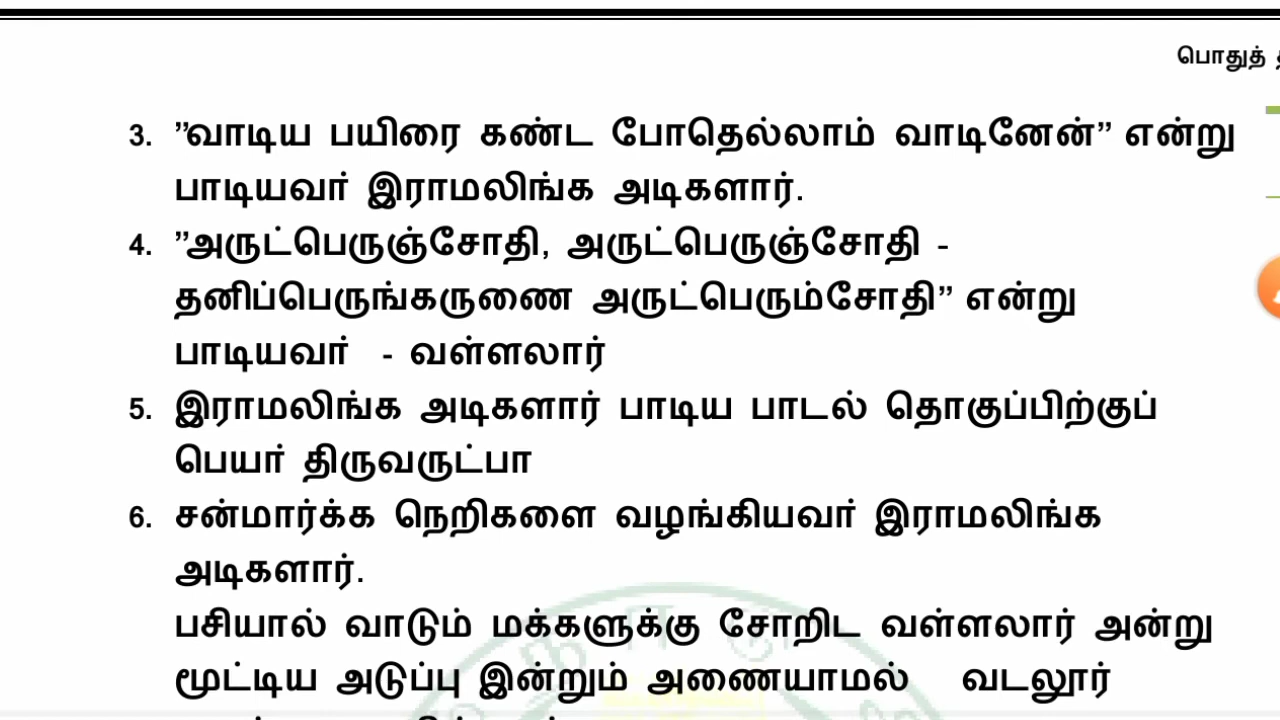 பொதுத்
3. ”வாடிய பயிரை கண்ட போதெல்லாம் வாடினேன்” என்று
பாடியவர் இராமலிங்க அடிகளார்.
4. ”அருட்பெருஞ்சோதி, அருட்பெருஞ்சோதி -
தனிப்பெருங்கருணை அருட்பெரும்சோதி” என்று
பாடியவர் - வள்ளலார்
5. இராமலிங்க அடிகளார் பாடிய பாடல் தொகுப்பிற்குப்
பெயர் திருவருட்பா
6. சன்மார்க்க நெறிகளை வழங்கியவர் இராமலிங்க
அடிகளார்.
பசியால் வாடும் மக்களுக்கு சோறிட வள்ளலார் அன்று
மூட்டிய அடுப்பு இன்றும் அணையாமல் வடலூர்